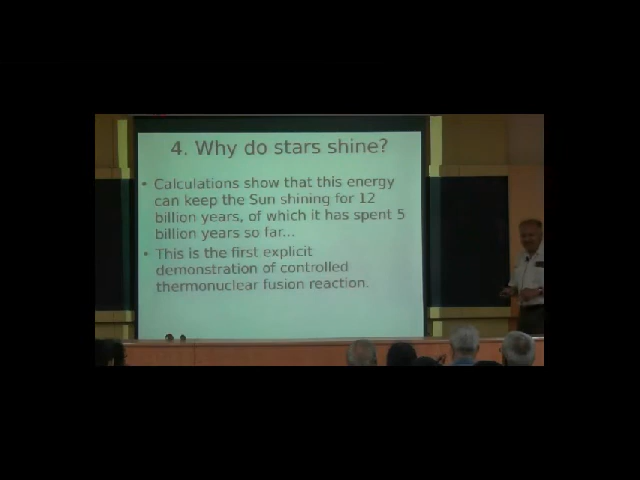 4. Why do stars shine?
• Calculations show that this energy
can keep the Sun shining for 12
billion years, of which it has spent 5
billion years so far...
• This is the first explicit
demonstration of controlled
thermonuclear fusion reaction.